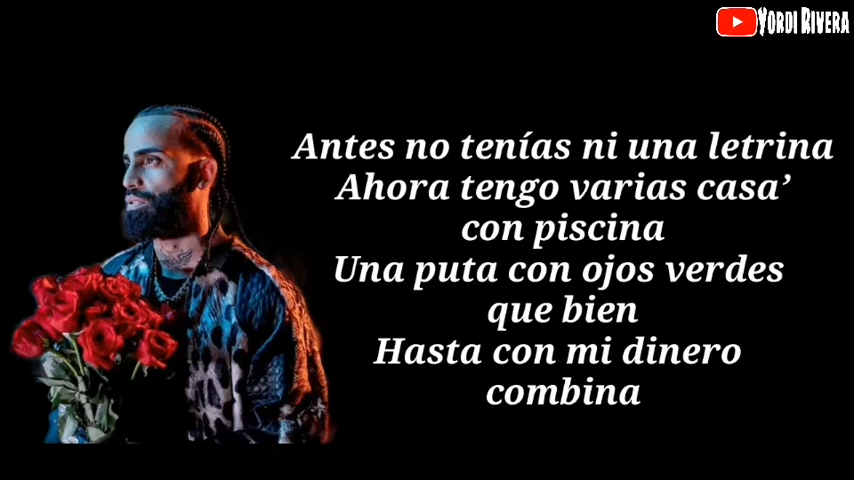 YORDI RIVERA
Antes no tenías ni una letrina
Ahora tengo varias casa’
con piscina
Una puta con ojos verdes
que bien
Hasta con mi dinero
combina